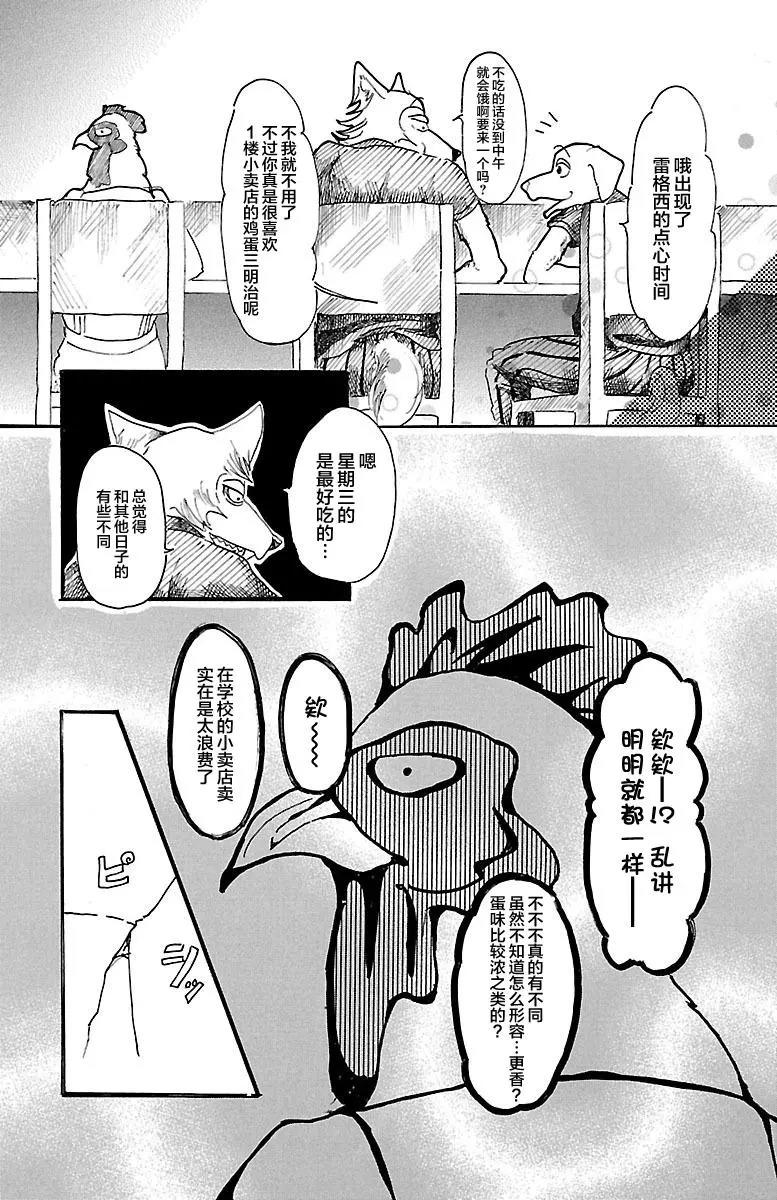 哦出现了
雷格西的点心时间
不吃的话没到中午
就会饿啊要来一个吗？
不我就不用了
不过你真是很喜欢
1楼小卖店的鸡蛋三明治呢
嗯
星期三的
是最好吃的…
总觉得
和其他日子的
有些不同
欸欸—!? 乱讲
明明就都一样——
不不不真的有不同
虽然不知道怎么形容…更香？
蛋味比较浓之类的？
欸～～～
在学校的小卖店卖
实在是太浪费了
ピ
シッ